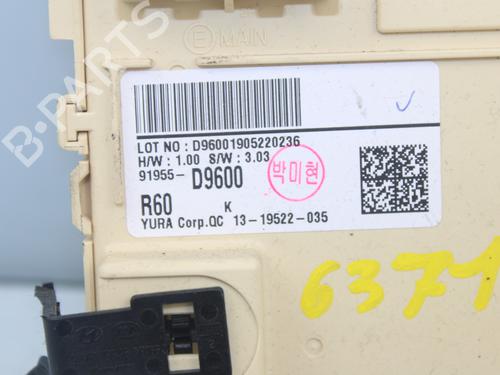 B-PARTS
E MAIN
LOT NO : D96001905220236
H/W : 1.00 S/W : 3.03
91955- D9600
박미현
R60 K
YURA Corp.QC 13-19522-035
6371